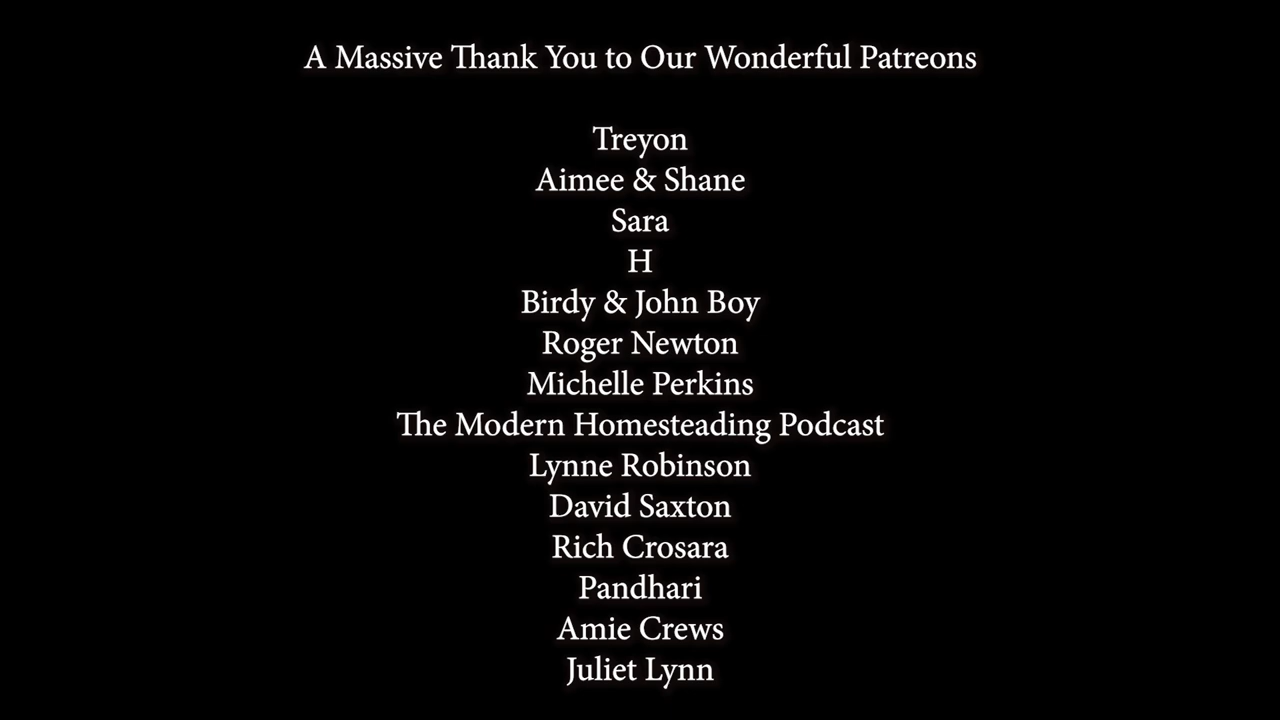 A Massive Thank You to Our Wonderful Patreons
Treyon
Aimee & Shane
Sara
H
Birdy & John Boy
Roger Newton
Michelle Perkins
The Modern Homesteading Podcast
Lynne Robinson
David Saxton
Rich Crosara
Pandhari
Amie Crews
Juliet Lynn